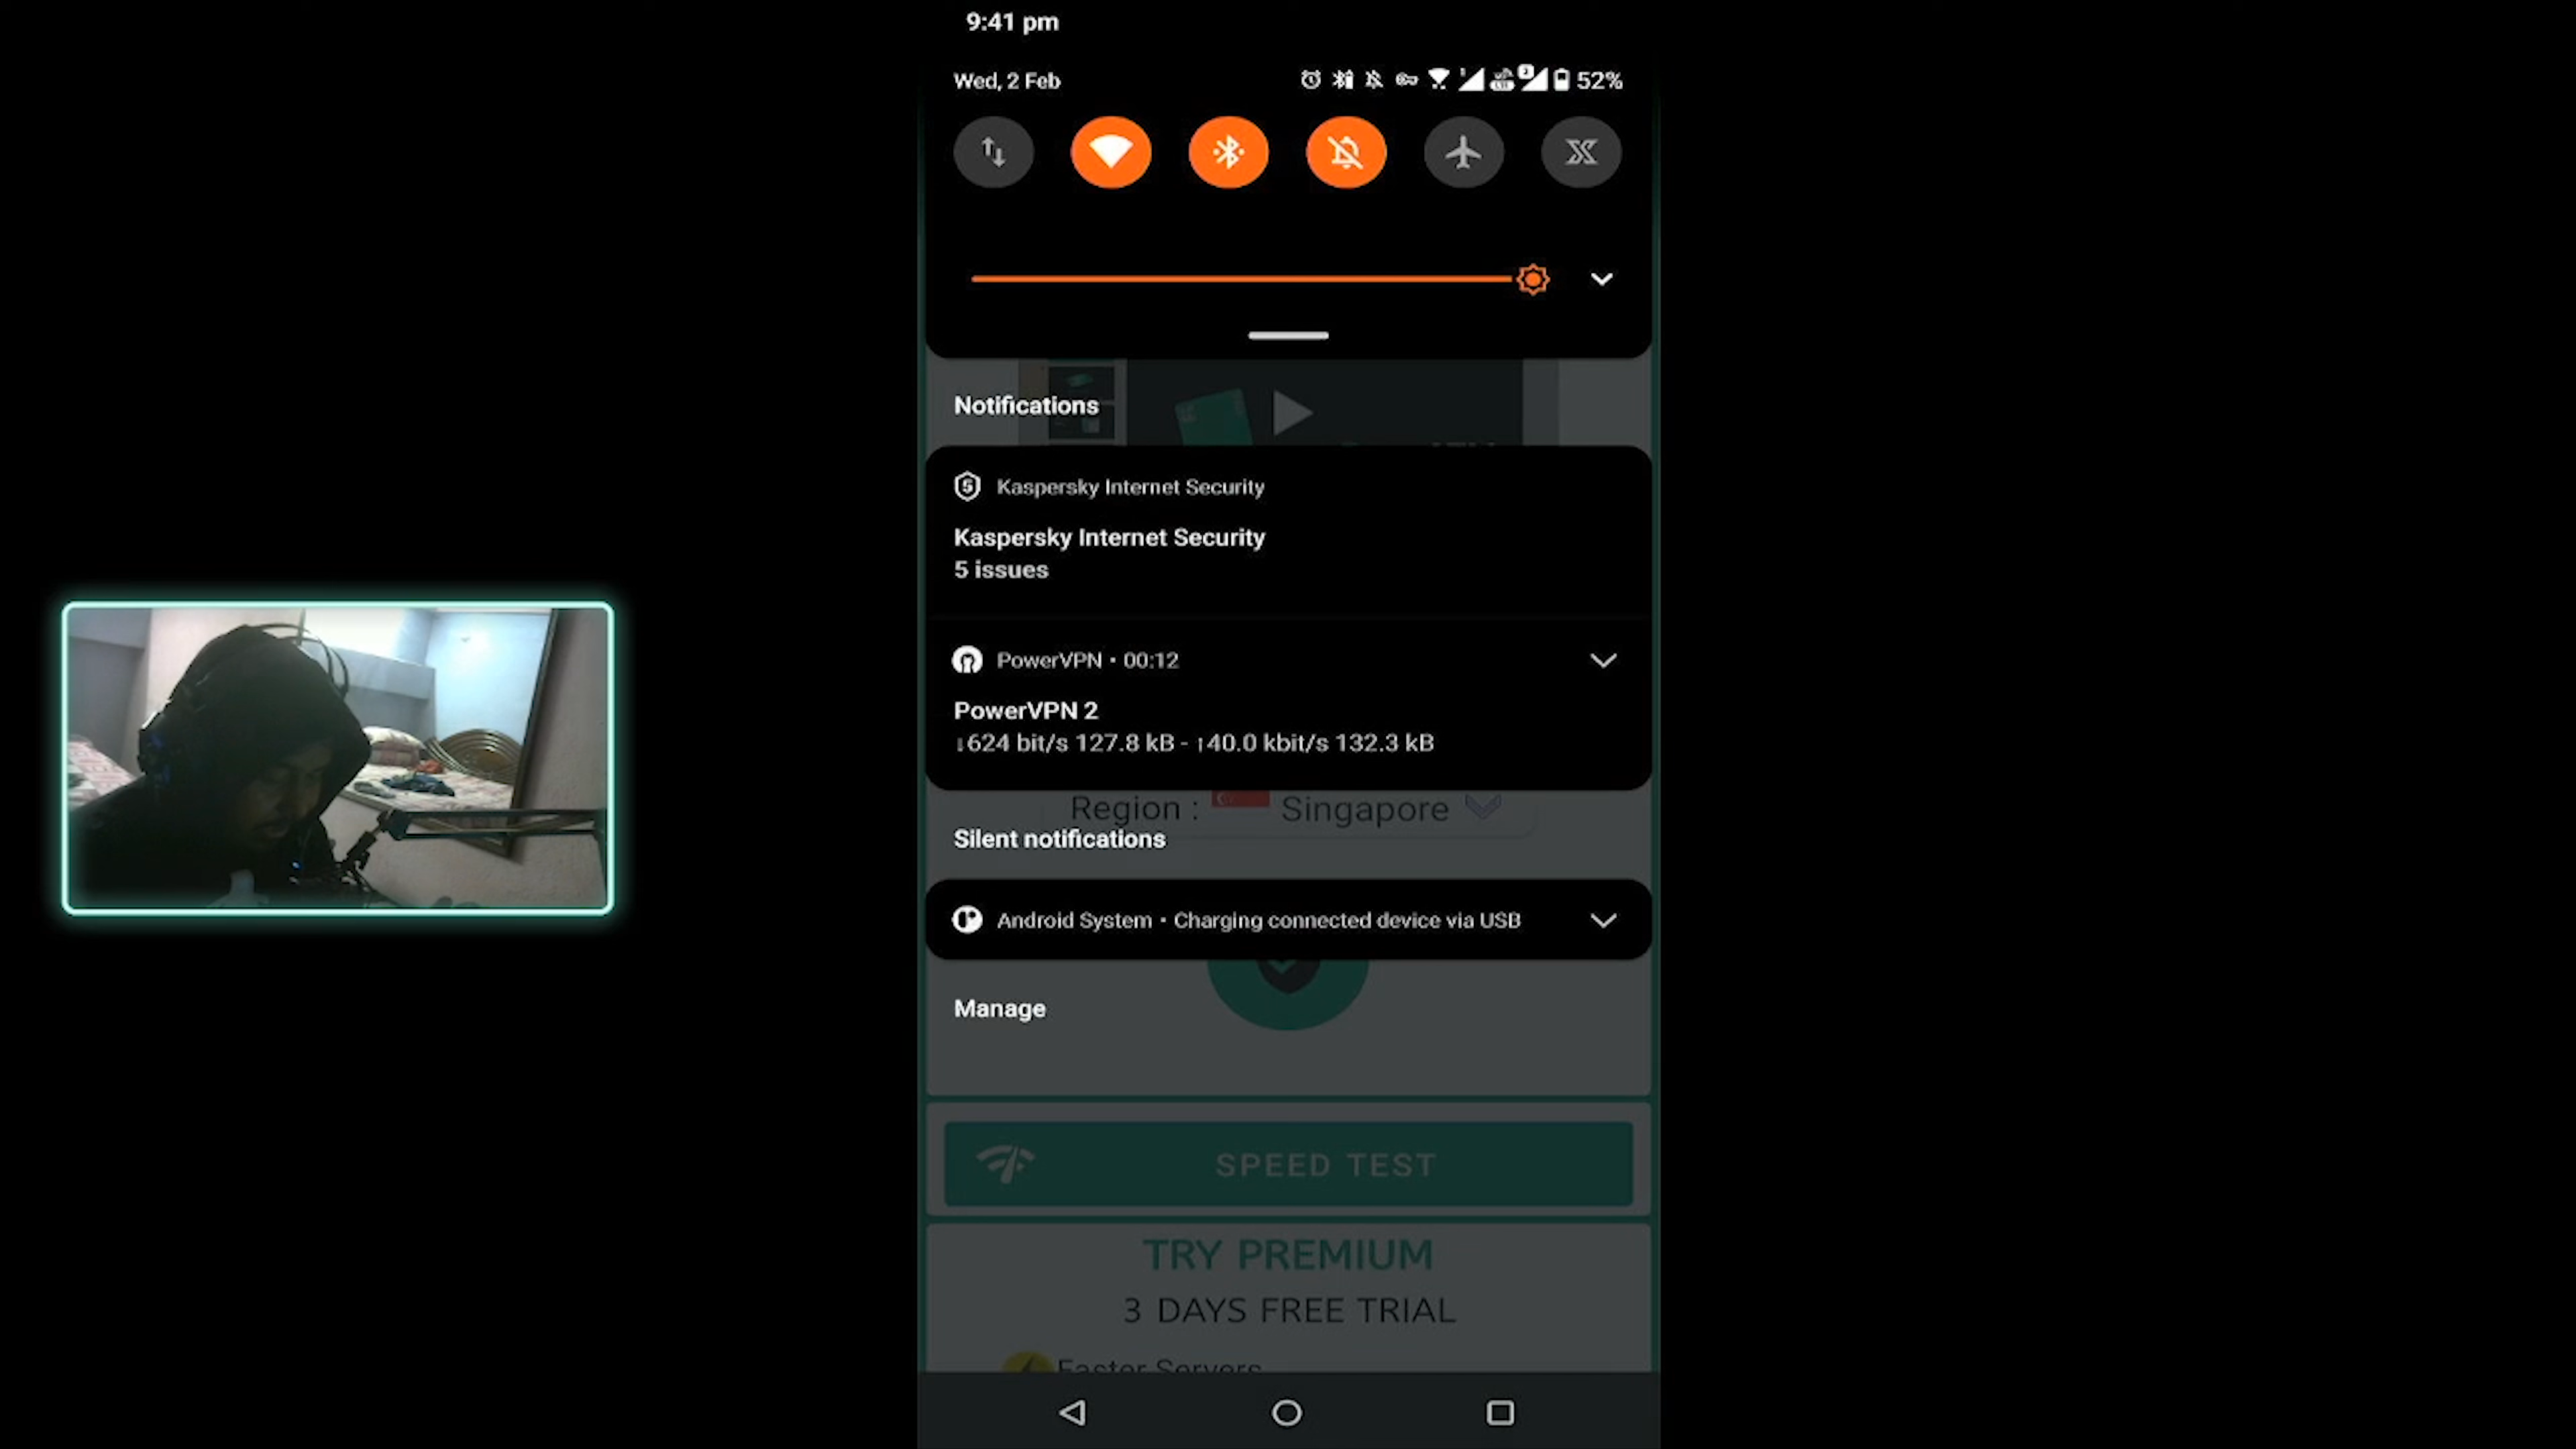 9:41 pm
Wed, 2 Feb
52%
Notifications
Kaspersky Internet Security
Kaspersky Internet Security
5 issues
PowerVPN • 00:12
PowerVPN 2
↓624 bit/s 127.8 kB - ↑40.0 kbit/s 132.3 kB
Region : Singapore
Silent notifications
Android System • Charging connected device via USB
Manage
SPEED TEST
TRY PREMIUM
3 DAYS FREE TRIAL
Faster Servers